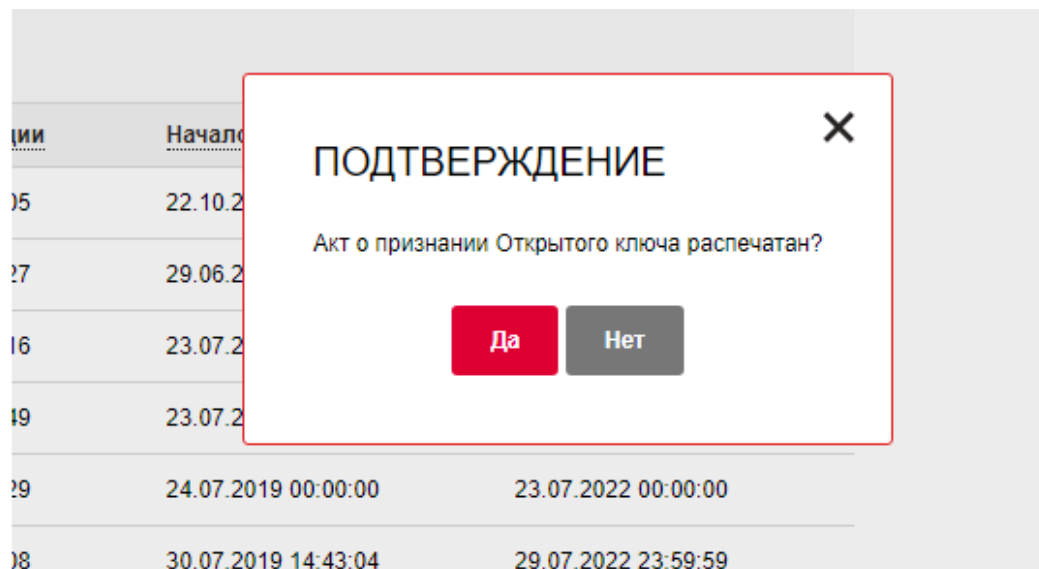 ции Начало
05 22.10.2
27 29.06.2
16 23.07.2
49 23.07.2
29 24.07.2019 00:00:00 23.07.2022 00:00:00
08 30.07.2019 14:43:04 29.07.2022 23:59:59
ПОДТВЕРЖДЕНИЕ
Акт о признании Открытого ключа распечатан?
Да Нет